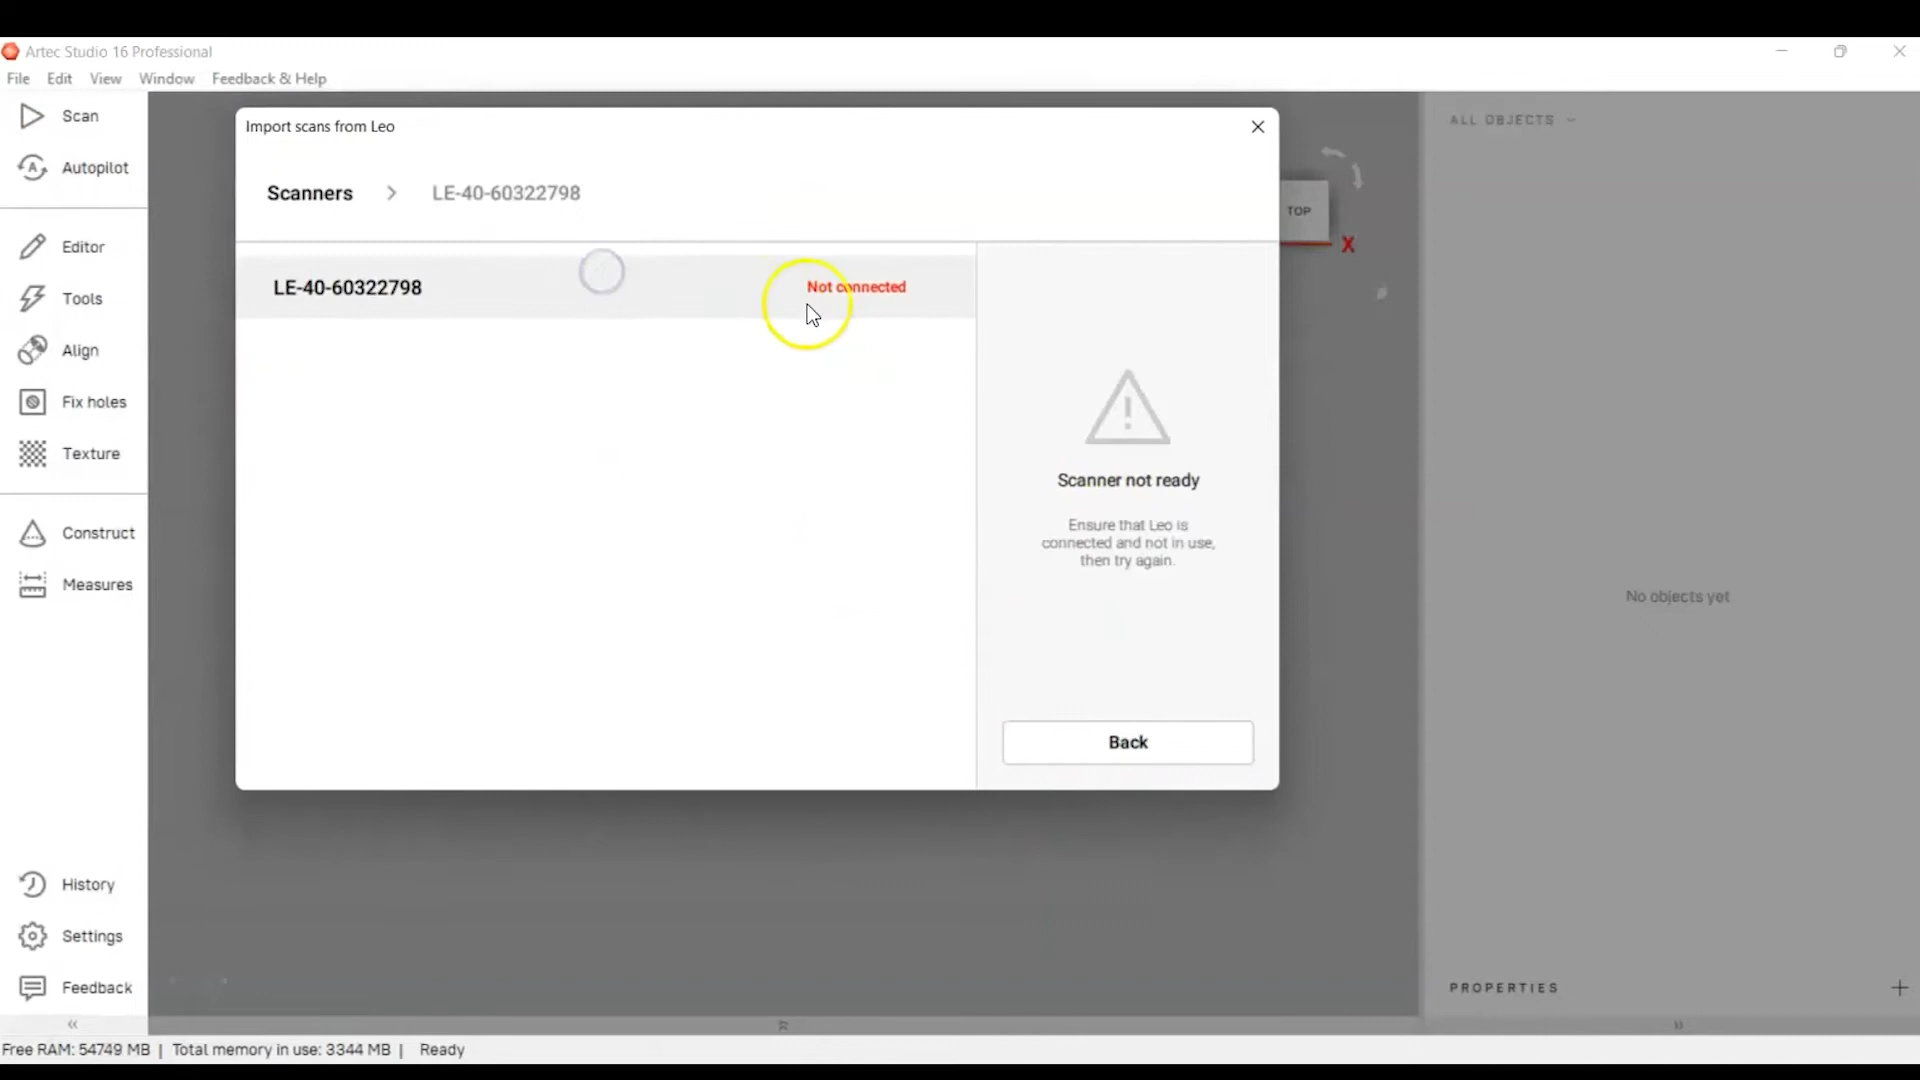 Artec Studio 16 Professional
File Edit View Window Feedback & Help
Scan
Autopilot
Editor
Tools
Align
Fix holes
Texture
Construct
Measures
History
Settings
Feedback
Import scans from Leo
Scanners > LE-40-60322798
LE-40-60322798 Not connected
Scanner not ready
Ensure that Leo is
connected and not in use,
then try again.
Back
TOP
X
ALL OBJECTS
No objects yet
PROPERTIES
Free RAM: 54749 MB | Total memory in use: 3344 MB | Ready